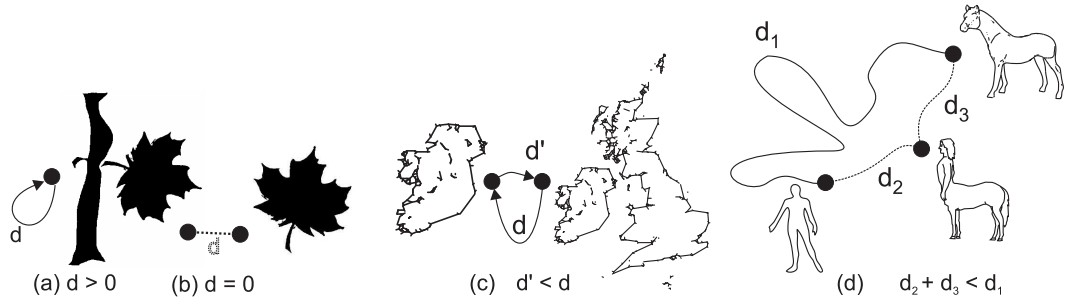 d
(a) d > 0
d
(b) d = 0
d'
d
(c) d' < d
d₁
d₃
d₂
(d) d₂ + d₃ < d₁